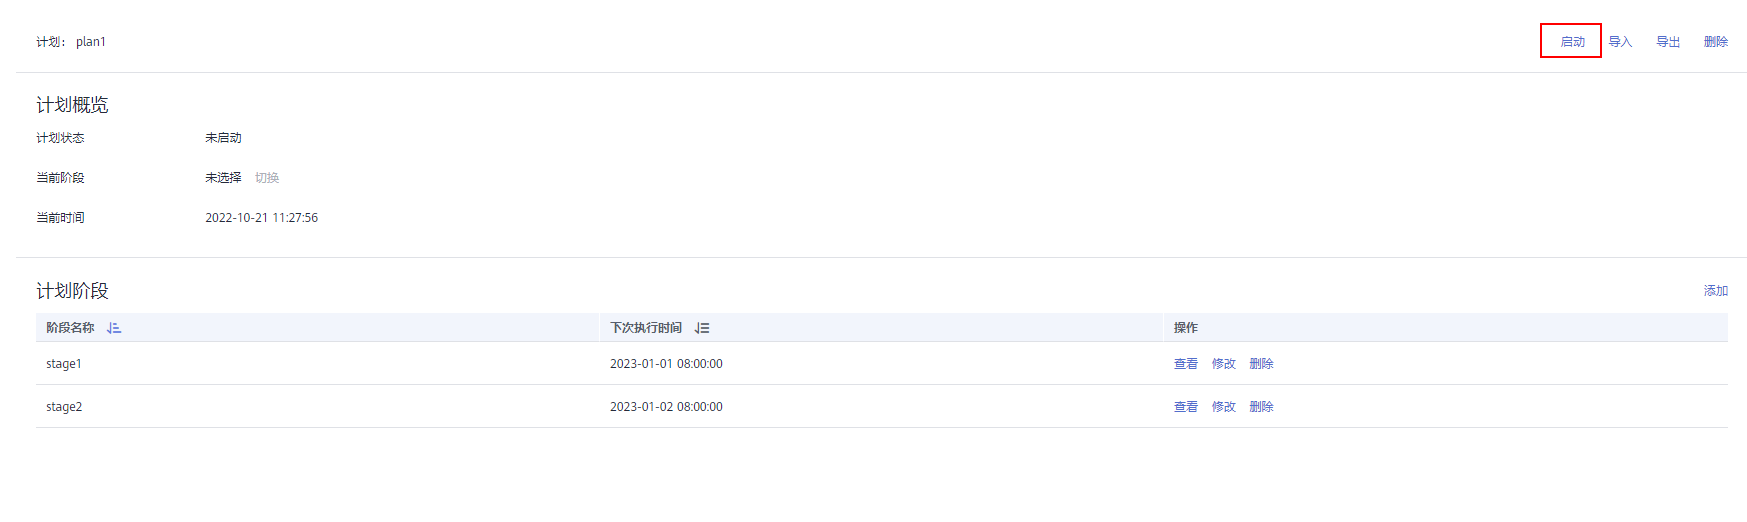 计划： plan1 启动 导入 导出 删除
计划概览
计划状态 未启动
当前阶段 未选择 切换
当前时间 2022-10-21 11:27:56
计划阶段 添加
阶段名称 下次执行时间 操作
stage1 2023-01-01 08:00:00 查看 修改 删除
stage2 2023-01-02 08:00:00 查看 修改 删除